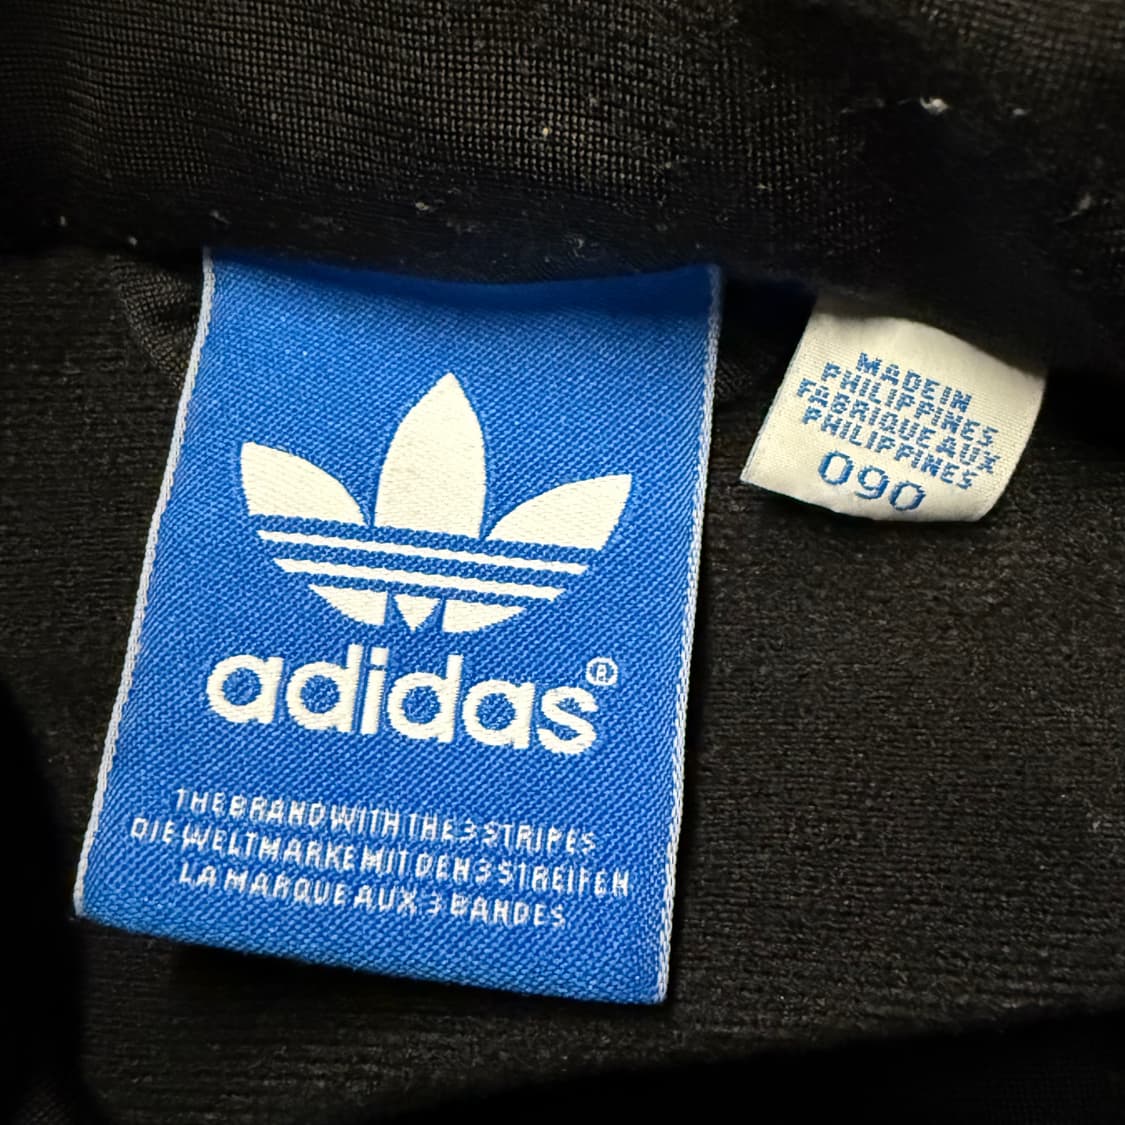 adidas®
THE BRAND WITH THE 3 STRIPES
DIE WELTMARKE MIT DEN 3 STREIFEN
LA MARQUE AUX 3 BANDES
MADE IN
PHILIPPINES
FABRIQUE AUX
PHILIPPINES
090